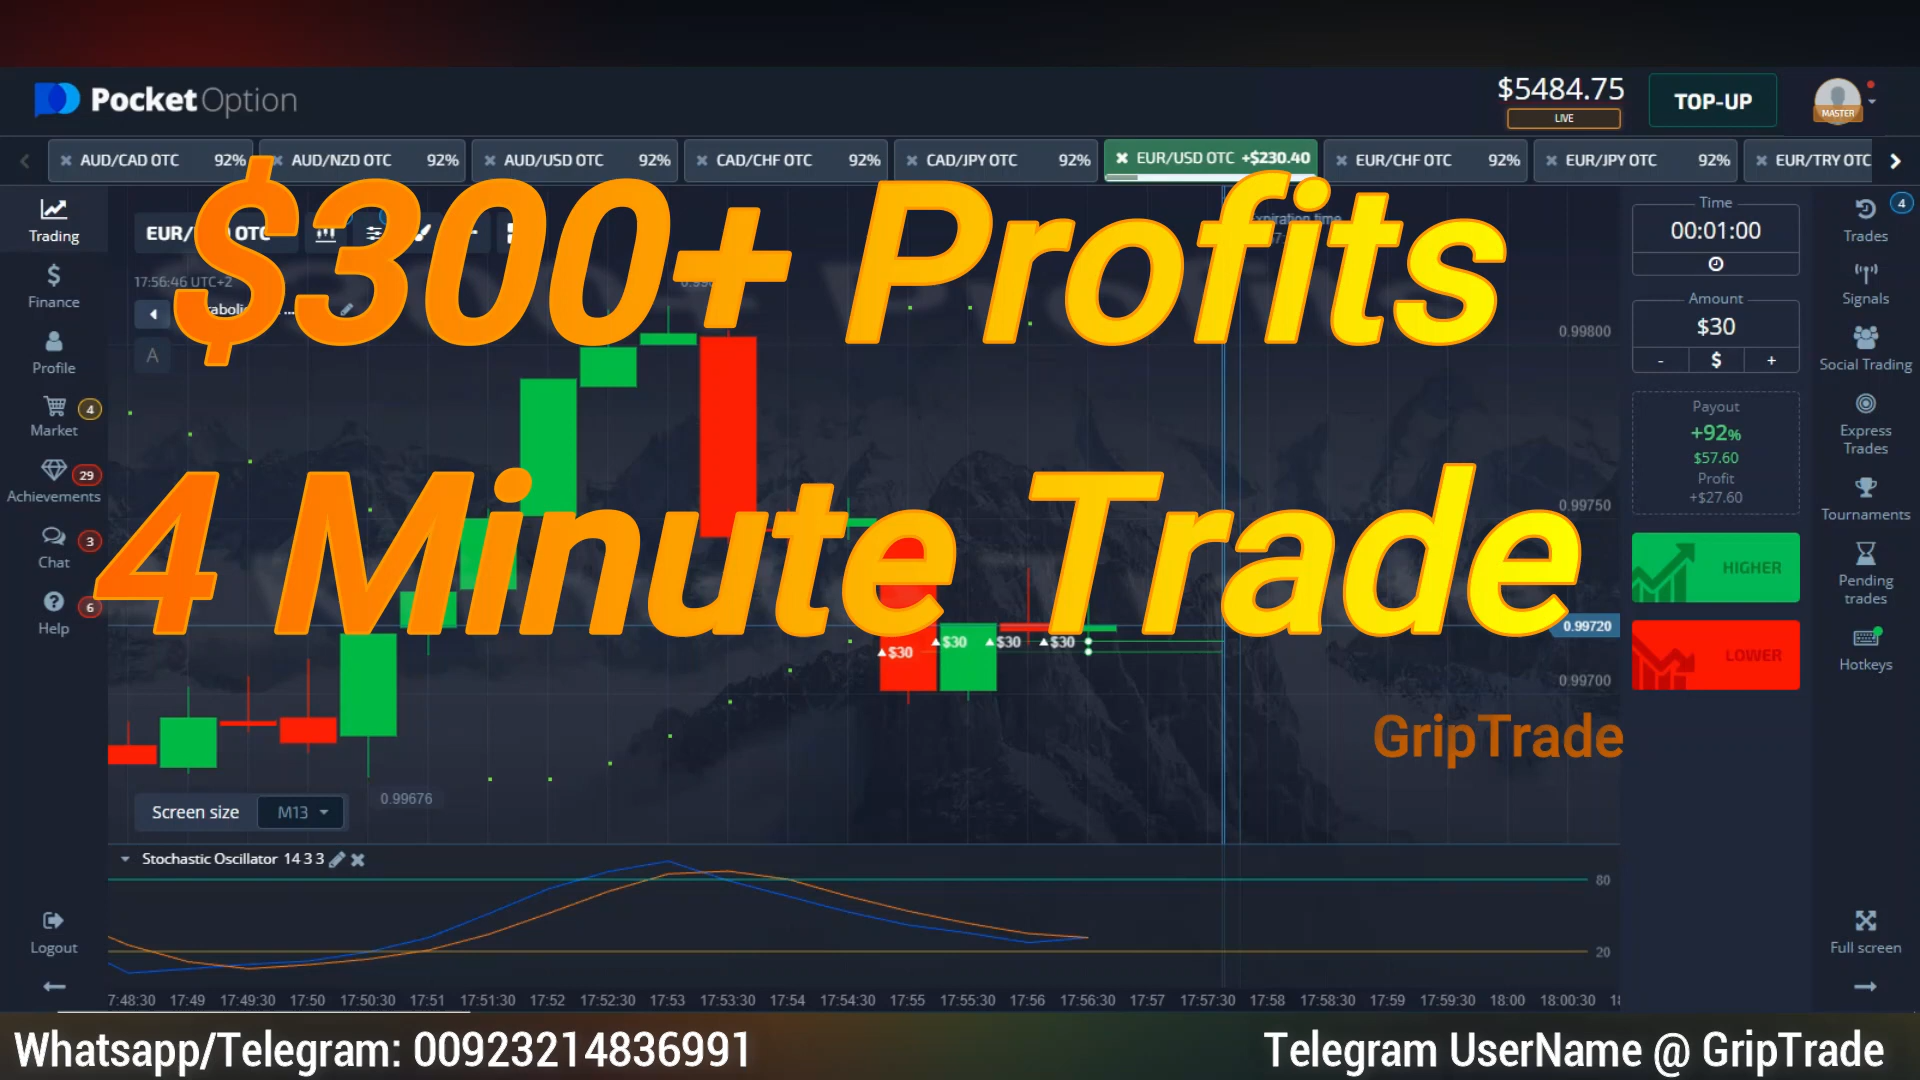 PocketOption
$5484.75
LIVE
TOP-UP
MASTER
AUD/CAD OTC 92%
AUD/NZD OTC 92%
AUD/USD OTC 92%
CAD/CHF OTC 92%
CAD/JPY OTC 92%
EUR/USD OTC +$230.40
EUR/CHF OTC 92%
EUR/JPY OTC 92%
EUR/TRY OTC
$300+ Profits
4 Minute Trade
Trading
Finance
Profile
Market 4
Achievements 29
Chat 3
Help 6
Logout
17:56:46 UTC+2
A
Expiration time
0.99800
0.99750
0.99720
0.99700
0.99676
$30
$30
$30
$30
GripTrade
Screen size M13
Stochastic Oscillator 14 3 3
80
20
7:48:30 17:49 17:49:30 17:50 17:50:30 17:51 17:51:30 17:52 17:52:30 17:53 17:53:30 17:54 17:54:30 17:55 17:55:30 17:56 17:56:30 17:57 17:57:30 17:58 17:58:30 17:59 17:59:30 18:00 18:00:30
Time
00:01:00
Amount
$30
- $ +
Payout
+92%
$57.60
Profit
+$27.60
HIGHER
LOWER
4
Trades
Signals
Social Trading
Express
Trades
Tournaments
Pending
trades
Hotkeys
Full screen
Whatsapp/Telegram: 00923214836991
Telegram UserName @ GripTrade